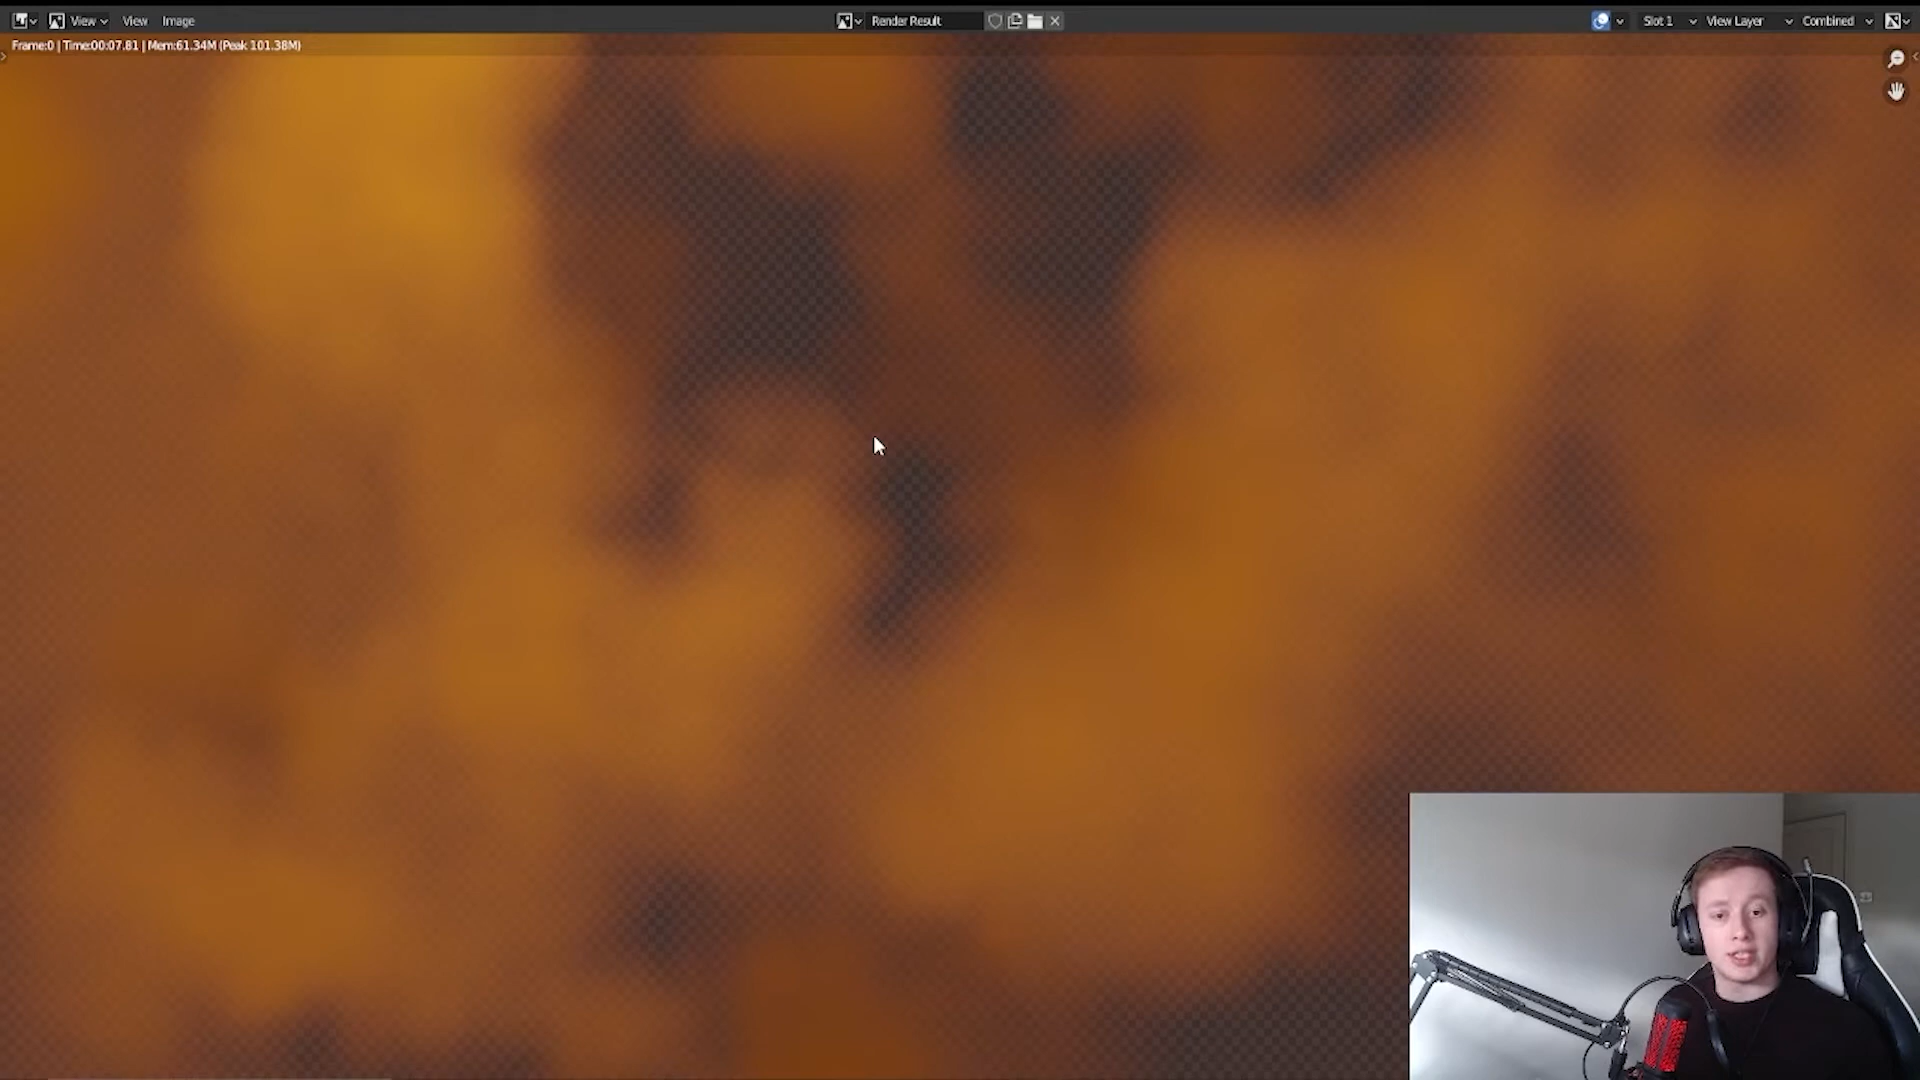 View View Image Render Result Slot 1 View Layer Combined
Frame:0 | Time:00:07.81 | Mem:61.34M (Peak 101.38M)